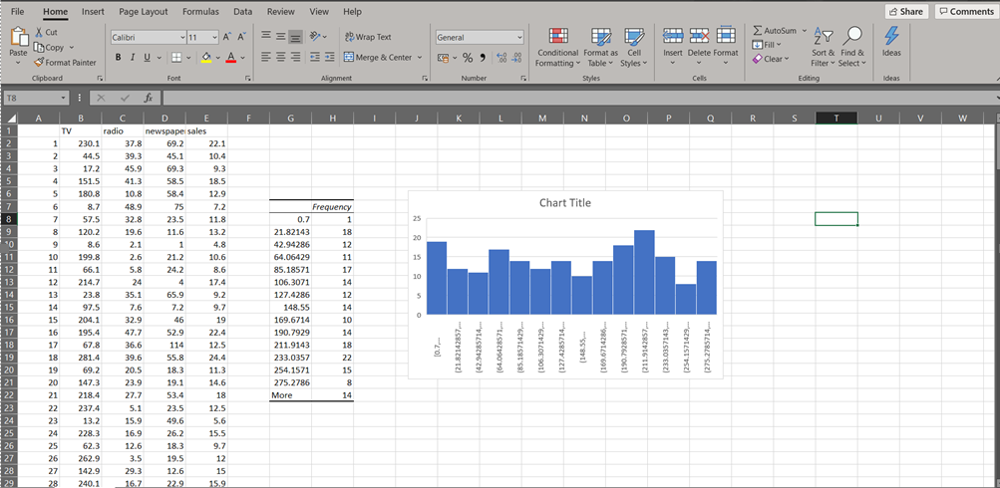 File Home Insert Page Layout Formulas Data Review View Help Share Comments
Paste Cut Copy Format Painter Clipboard
Calibri 11 A A B I U A Font
Wrap Text Merge & Center Alignment
General % , Number
Conditional Formatting Format as Table Cell Styles Styles
Insert Delete Format Cells
AutoSum Fill Clear Sort & Filter Find & Select Editing
Ideas Ideas
T8 fx
A B C D E F G H I J K L M N O P Q R S T U V W
1 TV radio newspape sales
2 1 230.1 37.8 69.2 22.1
3 2 44.5 39.3 45.1 10.4
4 3 17.2 45.9 69.3 9.3
5 4 151.5 41.3 58.5 18.5
6 5 180.8 10.8 58.4 12.9
7 6 8.7 48.9 75 7.2 Frequency
8 7 57.5 32.8 23.5 11.8 0.7 1
9 8 120.2 19.6 11.6 13.2 21.82143 18
10 9 8.6 2.1 1 4.8 42.94286 12
11 10 199.8 2.6 21.2 10.6 64.06429 11
12 11 66.1 5.8 24.2 8.6 85.18571 17
13 12 214.7 24 4 17.4 106.3071 14
14 13 23.8 35.1 65.9 9.2 127.4286 12
15 14 97.5 7.6 7.2 9.7 148.55 14
16 15 204.1 32.9 46 19 169.6714 10
17 16 195.4 47.7 52.9 22.4 190.7929 14
18 17 67.8 36.6 114 12.5 211.9143 18
19 18 281.4 39.6 55.8 24.4 233.0357 22
20 19 69.2 20.5 18.3 11.3 254.1571 15
21 20 147.3 23.9 19.1 14.6 275.2786 8
22 21 218.4 27.7 53.4 18 More 14
23 22 237.4 5.1 23.5 12.5
24 23 13.2 15.9 49.6 5.6
25 24 228.3 16.9 26.2 15.5
26 25 62.3 12.6 18.3 9.7
27 26 262.9 3.5 19.5 12
28 27 142.9 29.3 12.6 15
29 28 240.1 16.7 22.9 15.9
Chart Title
25
20
15
10
5
0
[0.7,...
(21.82142857,...
(42.94285714,...
(64.06428571,...
(85.18571429,...
(106.3071429,...
(127.4285714,...
(148.55,...
(169.6714286,...
(190.7928571,...
(211.9142857,...
(233.0357143,...
(254.1571429,...
(275.2785714,...